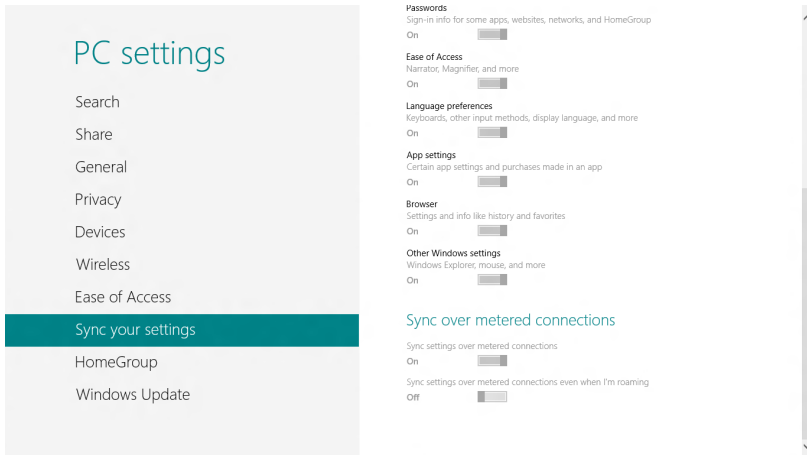 PC settings
Search
Share
General
Privacy
Devices
Wireless
Ease of Access
Sync your settings
HomeGroup
Windows Update
Passwords
Sign-in info for some apps, websites, networks, and HomeGroup
On
Ease of Access
Narrator, Magnifier, and more
On
Language preferences
Keyboards, other input methods, display language, and more
On
App settings
Certain app settings and purchases made in an app
On
Browser
Settings and info like history and favorites
On
Other Windows settings
Windows Explorer, mouse, and more
On
Sync over metered connections
Sync settings over metered connections
On
Sync settings over metered connections even when I'm roaming
Off